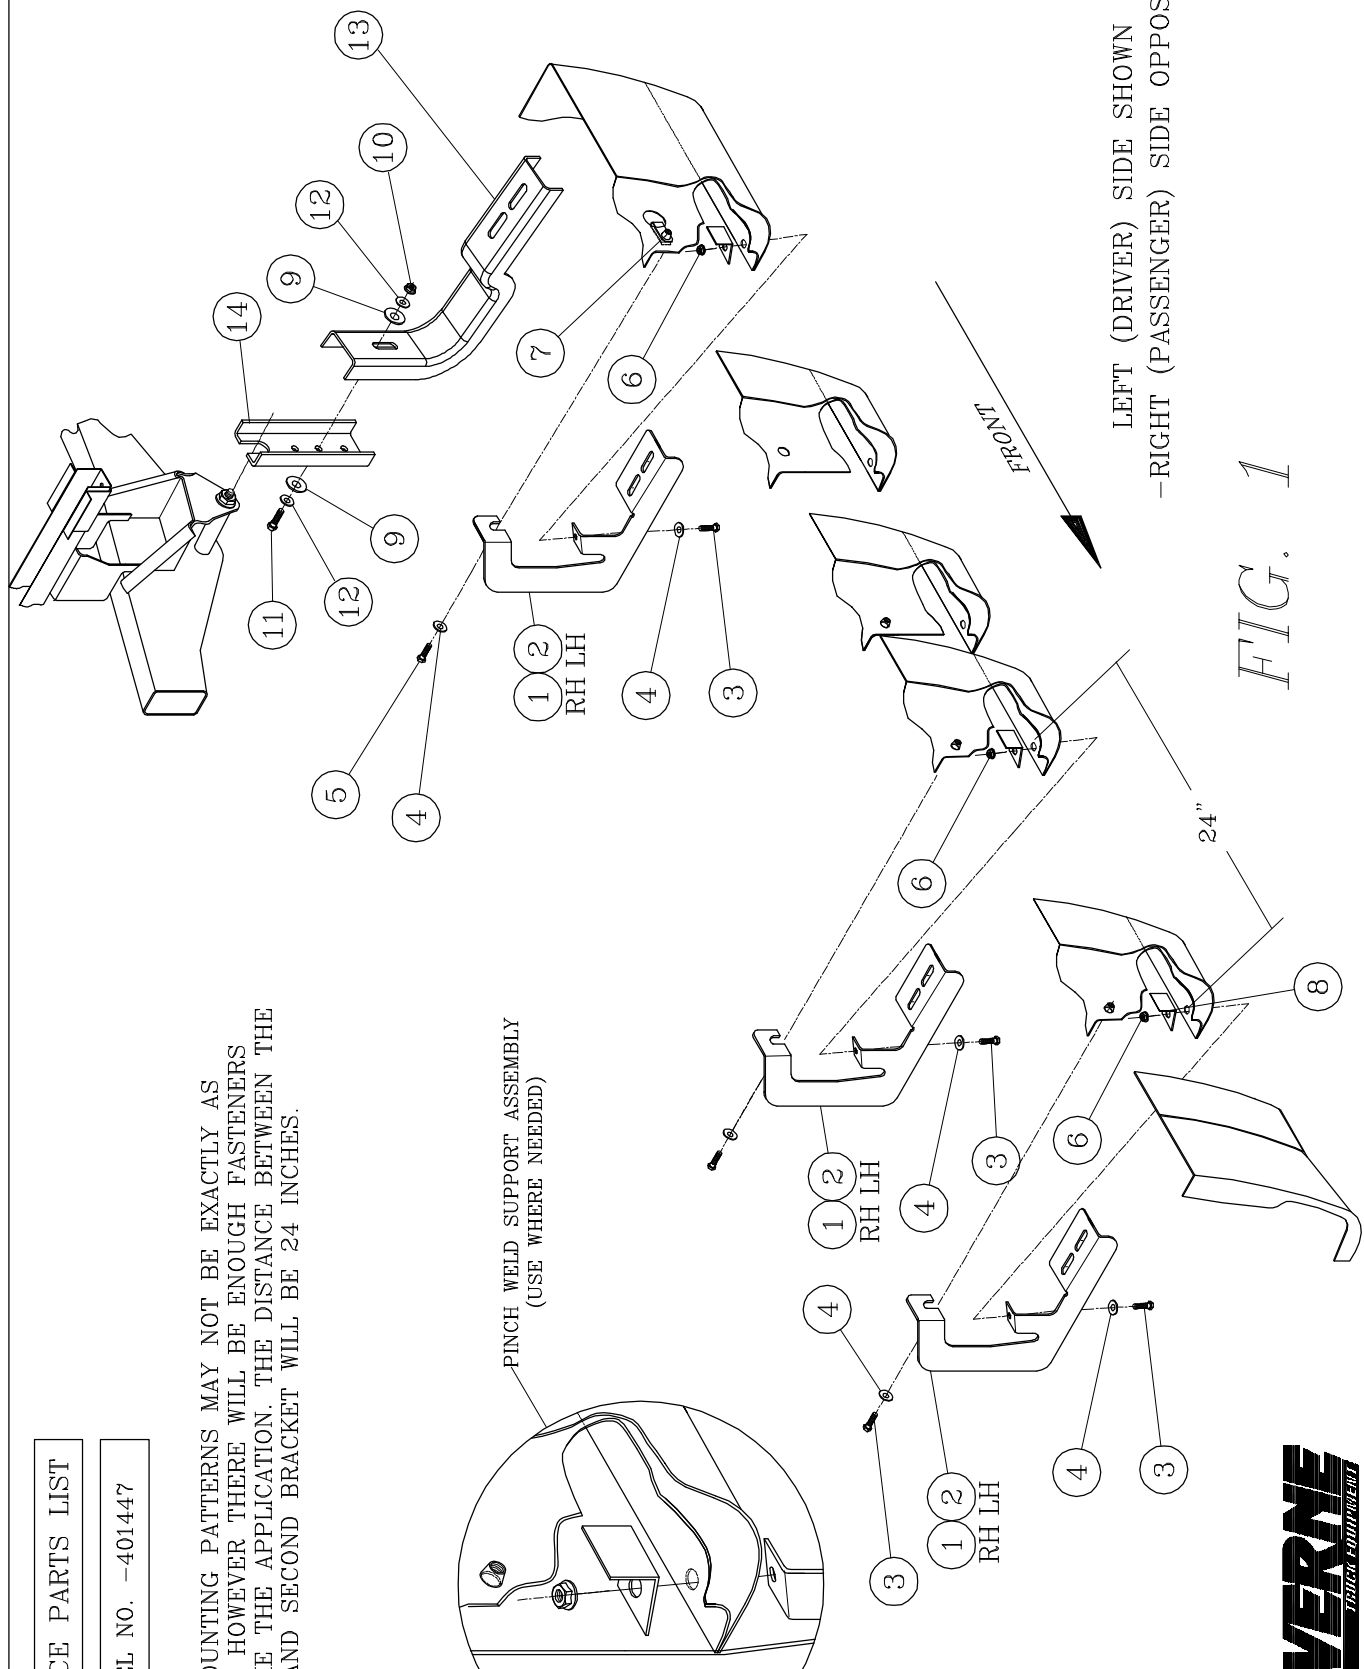 CE PARTS LIST
EL NO. -401447
OUNTING PATTERNS MAY NOT BE EXACTLY AS
HOWEVER THERE WILL BE ENOUGH FASTENERS
E THE APPLICATION. THE DISTANCE BETWEEN THE
AND SECOND BRACKET WILL BE 24 INCHES.
PINCH WELD SUPPORT ASSEMBLY
(USE WHERE NEEDED)
13
10
12
9
14
7
6
11
12
9
5
4
1 2
RH LH
4
3
6
1 2
RH LH
4
3
6
8
24"
4
3
1 2
RH LH
4
3
FRONT
LEFT (DRIVER) SIDE SHOWN
-RIGHT (PASSENGER) SIDE OPPOS
FIG. 1
VERNE
TRUCK EQUIPMENT